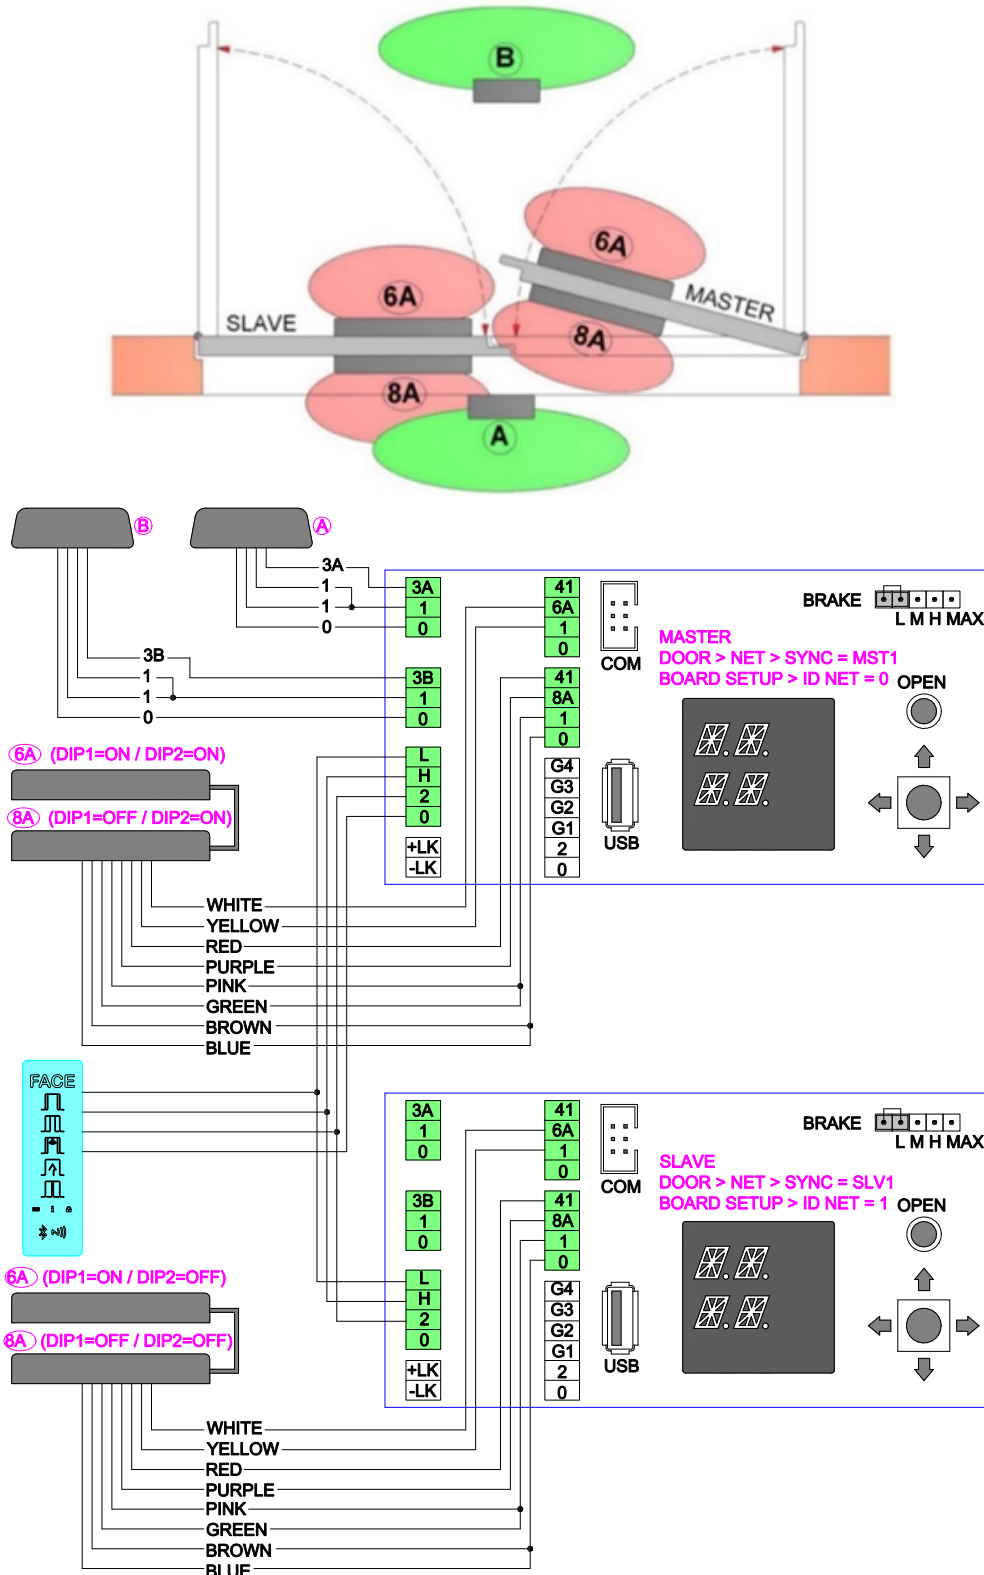 B
6A
6A
MASTER
SLAVE
8A
8A
A
B
A
3A
1
1
0
3B
1
1
0
3A
1
0
3B
1
0
L
H
2
0
+LK
-LK
41
6A
1
0
41
8A
1
0
G4
G3
G2
G1
2
0
COM
USB
BRAKE
L M H MAX
MASTER
DOOR > NET > SYNC = MST1
BOARD SETUP > ID NET = 0
OPEN
6A (DIP1=ON / DIP2=ON)
8A (DIP1=OFF / DIP2=ON)
WHITE
YELLOW
RED
PURPLE
PINK
GREEN
BROWN
BLUE
FACE
3A
1
0
3B
1
0
L
H
2
0
+LK
-LK
41
6A
1
0
41
8A
1
0
G4
G3
G2
G1
2
0
COM
USB
BRAKE
L M H MAX
SLAVE
DOOR > NET > SYNC = SLV1
BOARD SETUP > ID NET = 1
OPEN
6A (DIP1=ON / DIP2=OFF)
8A (DIP1=OFF / DIP2=OFF)
WHITE
YELLOW
RED
PURPLE
PINK
GREEN
BROWN
BLUE